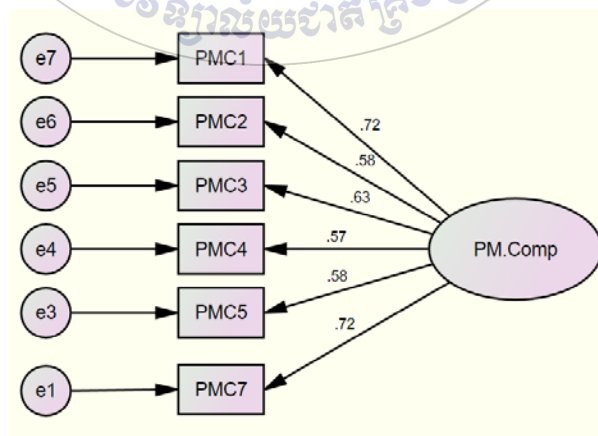 e7 PMC1
.72
e6 PMC2
.58
e5 PMC3
.63
e4 PMC4 .57 PM.Comp
.58
e3 PMC5
.72
e1 PMC7